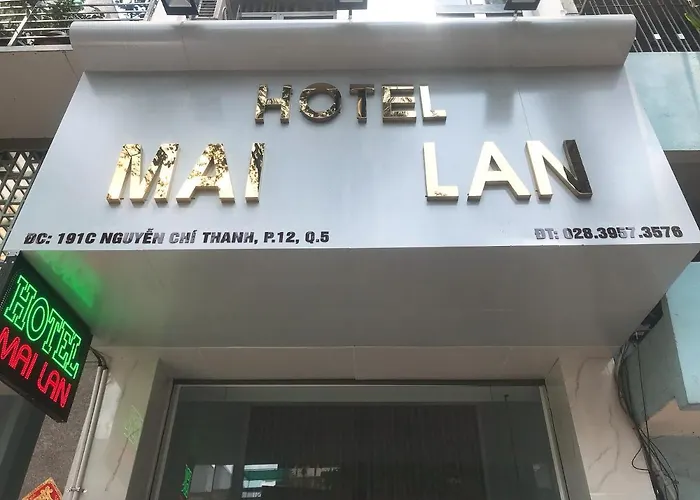 HOTEL
MAI LAN
ĐC: 191C NGUYỄN CHÍ THANH, P.12, Q.5
ĐT: 028.3957.3576
HOTEL
MAI LAN